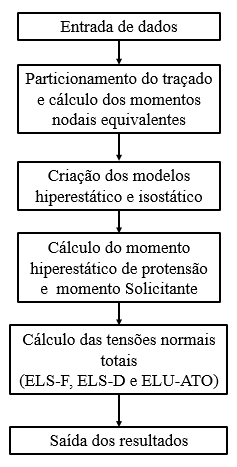 Entrada de dados
Particionamento do traçado
e cálculo dos momentos
nodais equivalentes
Criação dos modelos
hiperestático e isostático
Cálculo do momento
hiperestático de protensão
e momento Solicitante
Cálculo das tensões normais
totais
(ELS-F, ELS-D e ELU-ATO)
Saída dos resultados